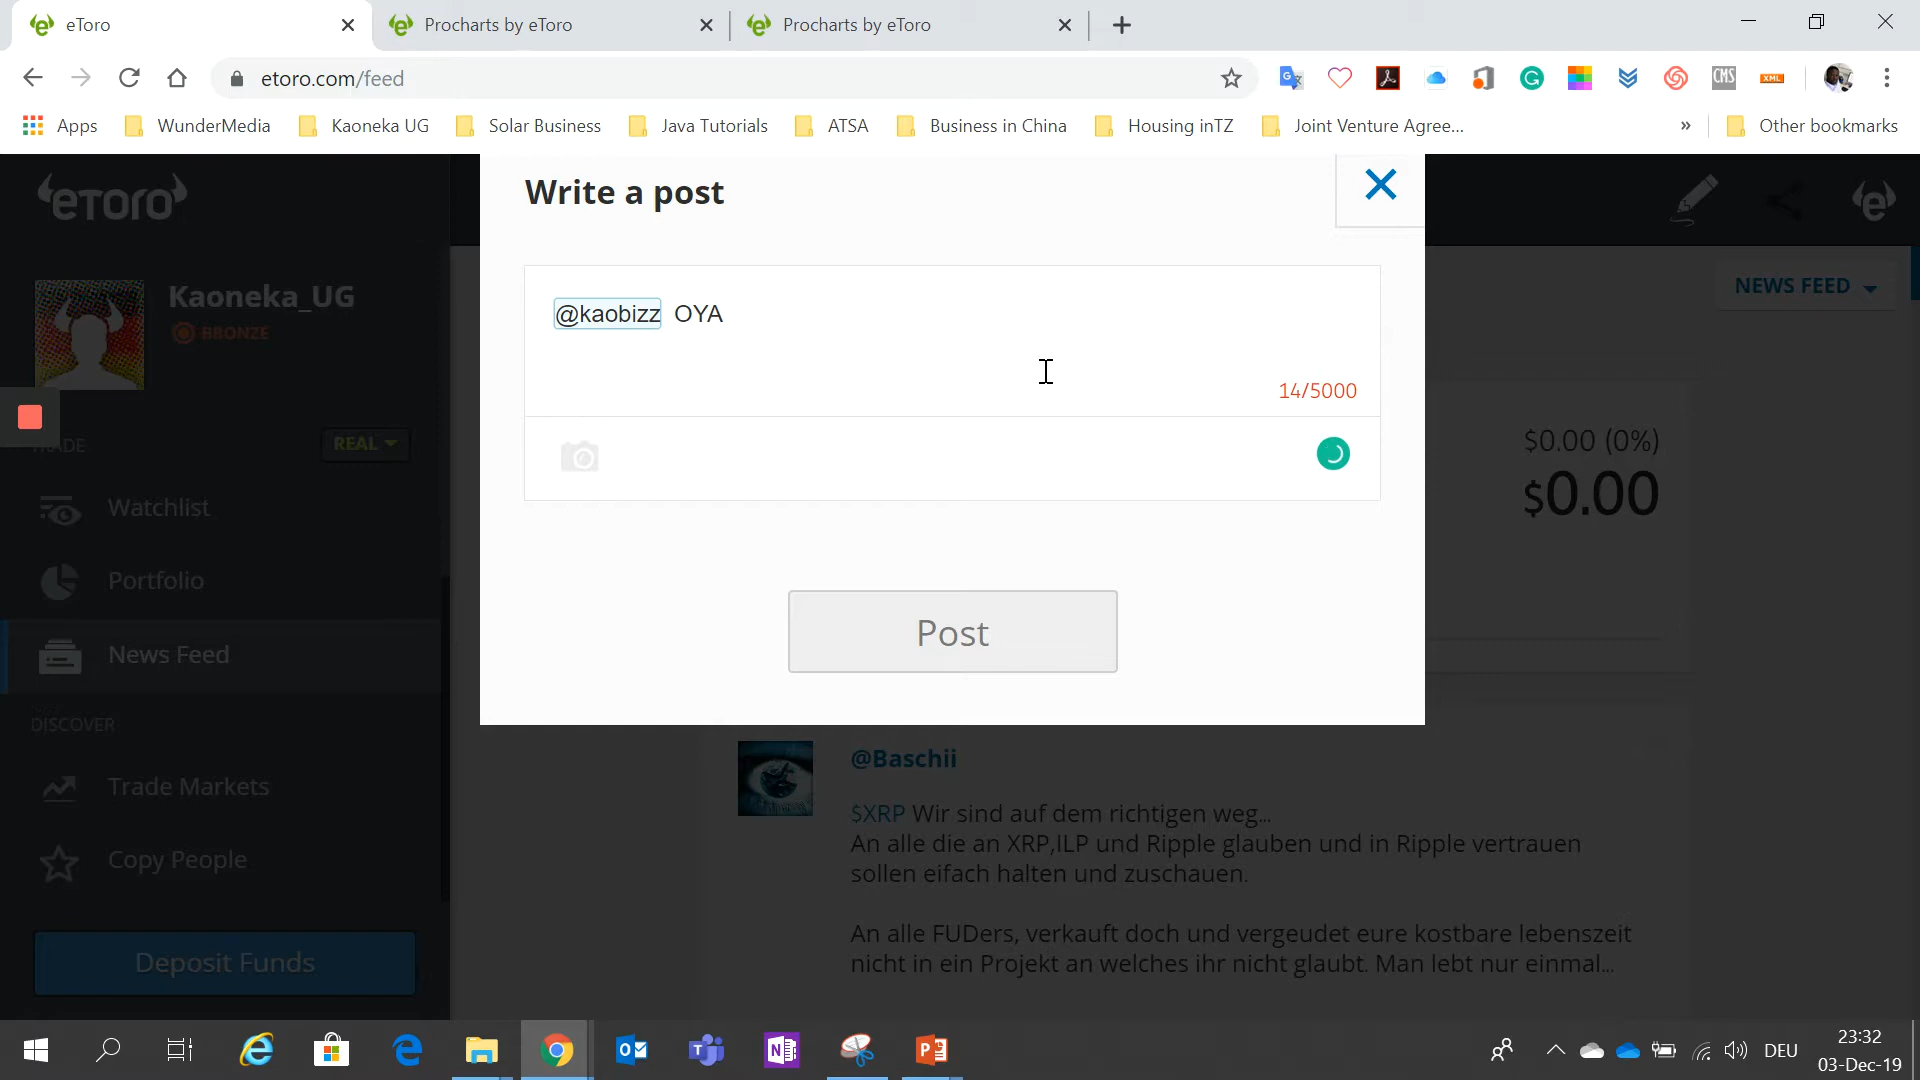 eToro
Procharts by eToro
Procharts by eToro
etoro.com/feed
Apps
WunderMedia
Kaoneka UG
Solar Business
Java Tutorials
ATSA
Business in China
Housing inTZ
Joint Venture Agree...
»
Other bookmarks
eTORO
Kaoneka_UG
BRONZE
REAL
Watchlist
Portfolio
News Feed
DISCOVER
Trade Markets
Copy People
Deposit Funds
Write a post
@kaobizz OYA
14/5000
Post
NEWS FEED
$0.00 (0%)
$0.00
@Baschii
$XRP Wir sind auf dem richtigen weg...
An alle die an XRP,ILP und Ripple glauben und in Ripple vertrauen
sollen eifach halten und zuschauen.
An alle FUDers, verkauft doch und vergeudet eure kostbare lebenszeit
nicht in ein Projekt an welches ihr nicht glaubt. Man lebt nur einmal...
CMS
XML
DEU
23:32
03-Dec-19